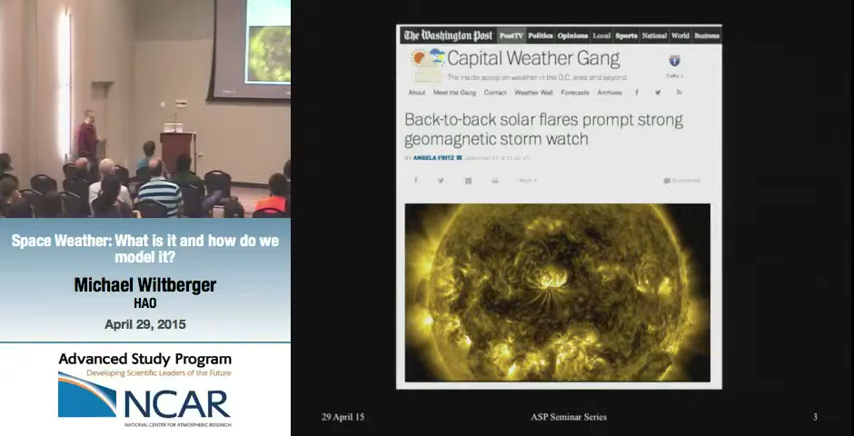 Space Weather: What is it and how do we
model it?
Michael Wiltberger
HAO
April 29, 2015
Advanced Study Program
Developing Scientific Leaders of the Future
NCAR
NATIONAL CENTER FOR ATMOSPHERIC RESEARCH
The Washington Post PostTV Politics Opinions Local Sports National World Business
Capital Weather Gang
The inside scoop on weather in the D.C. area and beyond
Traffic
About Meet the Gang Contact Weather Wall Forecasts Archives
Back-to-back solar flares prompt strong
geomagnetic storm watch
BY ANGELA FRITZ
More
Comments
29 April 15 ASP Seminar Series 3